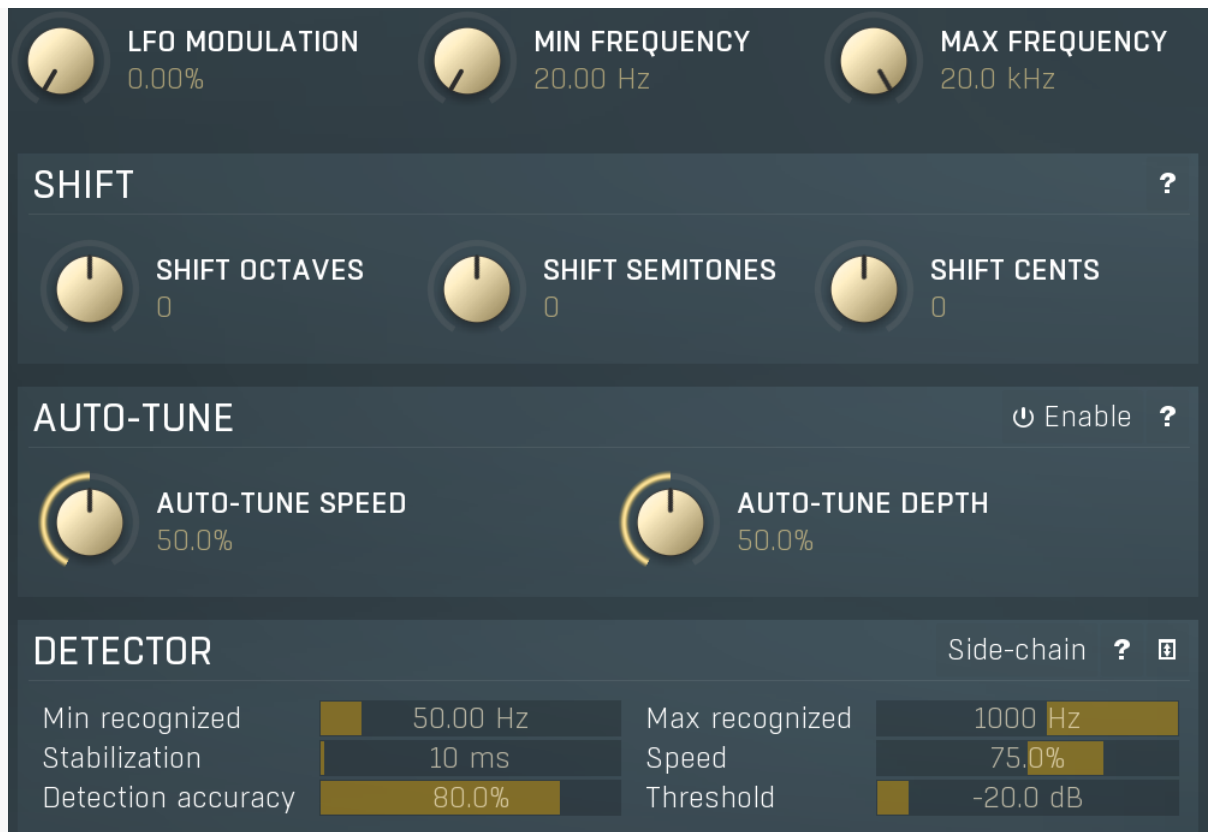 LFO MODULATION MIN FREQUENCY MAX FREQUENCY
0.00% 20.00 Hz 20.0 kHz
SHIFT ?
SHIFT OCTAVES SHIFT SEMITONES SHIFT CENTS
0 0 0
AUTO-TUNE Enable ?
AUTO-TUNE SPEED AUTO-TUNE DEPTH
50.0% 50.0%
DETECTOR Side-chain ?
Min recognized 50.00 Hz Max recognized 1000 Hz
Stabilization 10 ms Speed 75.0%
Detection accuracy 80.0% Threshold -20.0 dB